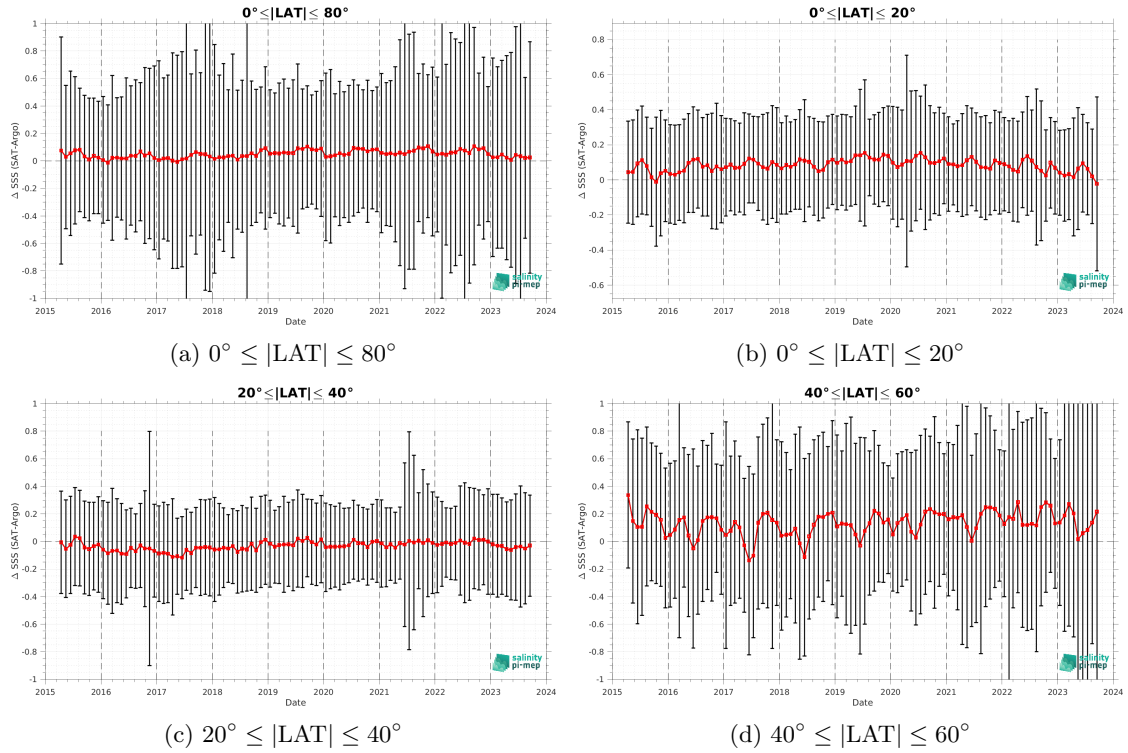 0°≤|LAT|≤ 80°
Δ SSS (SAT-Argo)
1
0.8
0.6
0.4
0.2
0
-0.2
-0.4
-0.6
-0.8
-1
2015 2016 2017 2018 2019 2020 2021 2022 2023 2024
Date
salinity
pi-mep
(a) 0° ≤ |LAT| ≤ 80°
0°≤|LAT|≤ 20°
Δ SSS (SAT-Argo)
0.8
0.6
0.4
0.2
0
-0.2
-0.4
-0.6
2015 2016 2017 2018 2019 2020 2021 2022 2023 2024
Date
salinity
pi-mep
(b) 0° ≤ |LAT| ≤ 20°
20°≤|LAT|≤ 40°
Δ SSS (SAT-Argo)
1
0.8
0.6
0.4
0.2
0
-0.2
-0.4
-0.6
-0.8
-1
2015 2016 2017 2018 2019 2020 2021 2022 2023 2024
Date
salinity
pi-mep
(c) 20° ≤ |LAT| ≤ 40°
40°≤|LAT|≤ 60°
Δ SSS (SAT-Argo)
1
0.8
0.6
0.4
0.2
0
-0.2
-0.4
-0.6
-0.8
-1
2015 2016 2017 2018 2019 2020 2021 2022 2023 2024
Date
salinity
pi-mep
(d) 40° ≤ |LAT| ≤ 60°